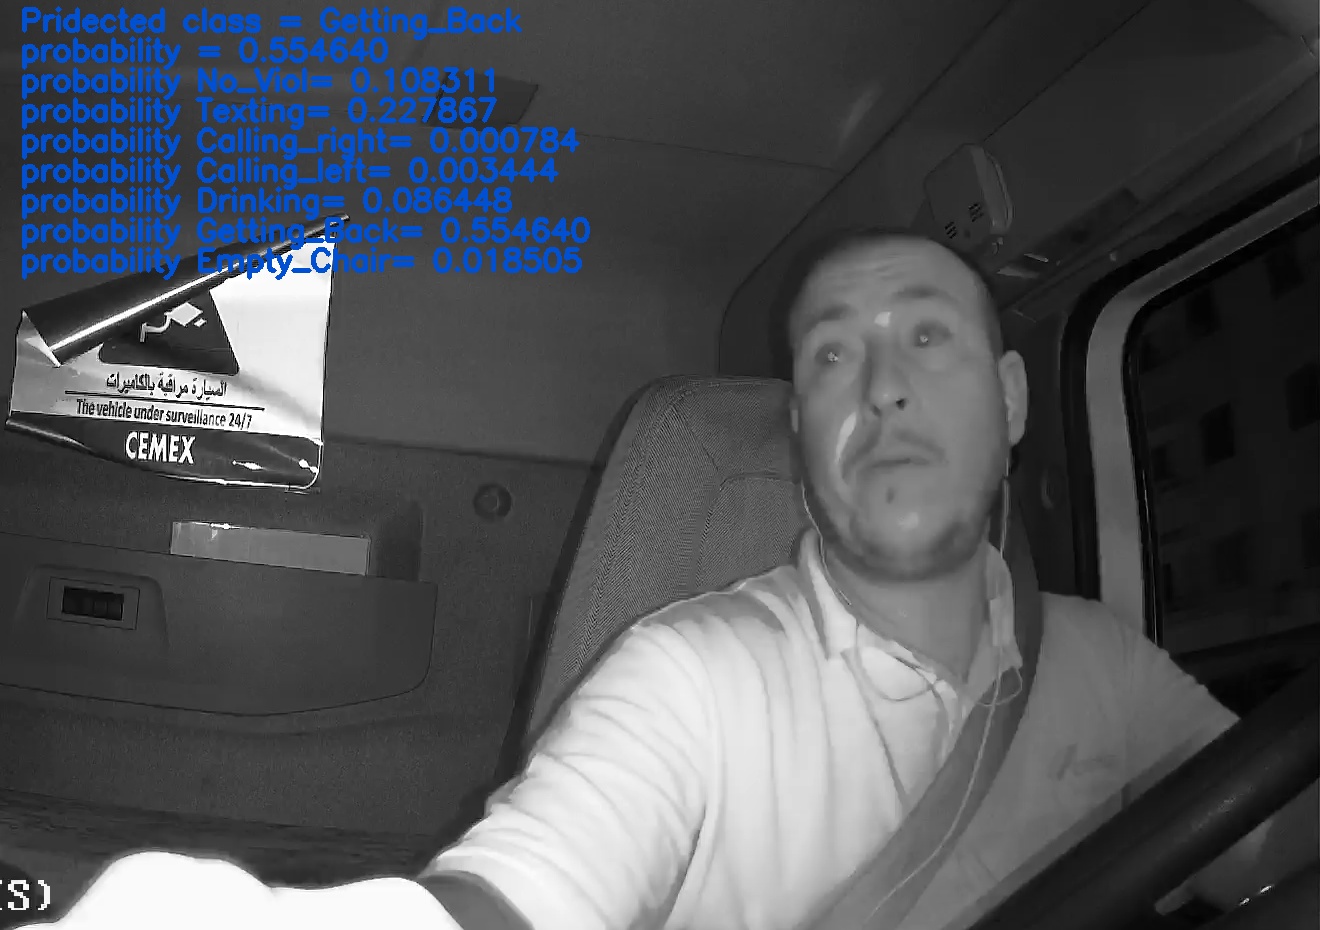 Pridected class = Getting_Back
probability = 0.554640
probability No_Viol= 0.108311
probability Texting= 0.227867
probability Calling_right= 0.000784
probability Calling_left= 0.003444
probability Drinking= 0.086448
probability Getting_Back= 0.554640
probability Empty_Chair= 0.018505
السيارة مراقبة بالكاميرات
The vehicle under surveillance 24/7
CEMEX
S)